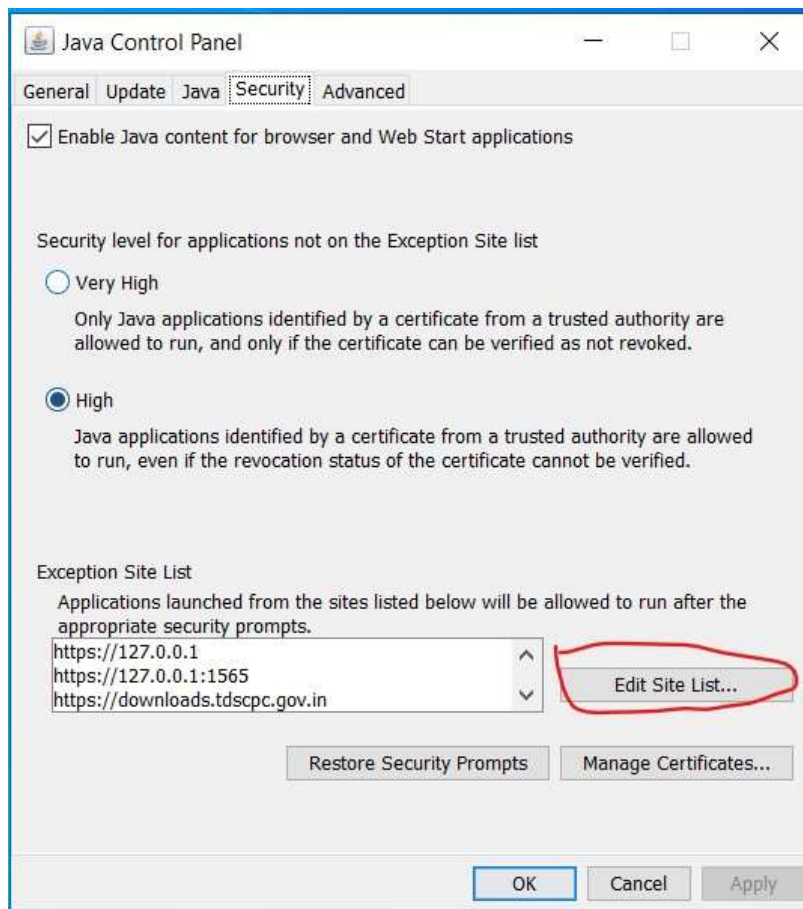 Java Control Panel
General Update Java Security Advanced
Enable Java content for browser and Web Start applications
Security level for applications not on the Exception Site list
Very High
Only Java applications identified by a certificate from a trusted authority are
allowed to run, and only if the certificate can be verified as not revoked.
High
Java applications identified by a certificate from a trusted authority are allowed
to run, even if the revocation status of the certificate cannot be verified.
Exception Site List
Applications launched from the sites listed below will be allowed to run after the
appropriate security prompts.
https://127.0.0.1
https://127.0.0.1:1565
https://downloads.tdscpc.gov.in
Edit Site List...
Restore Security Prompts Manage Certificates...
OK Cancel Apply